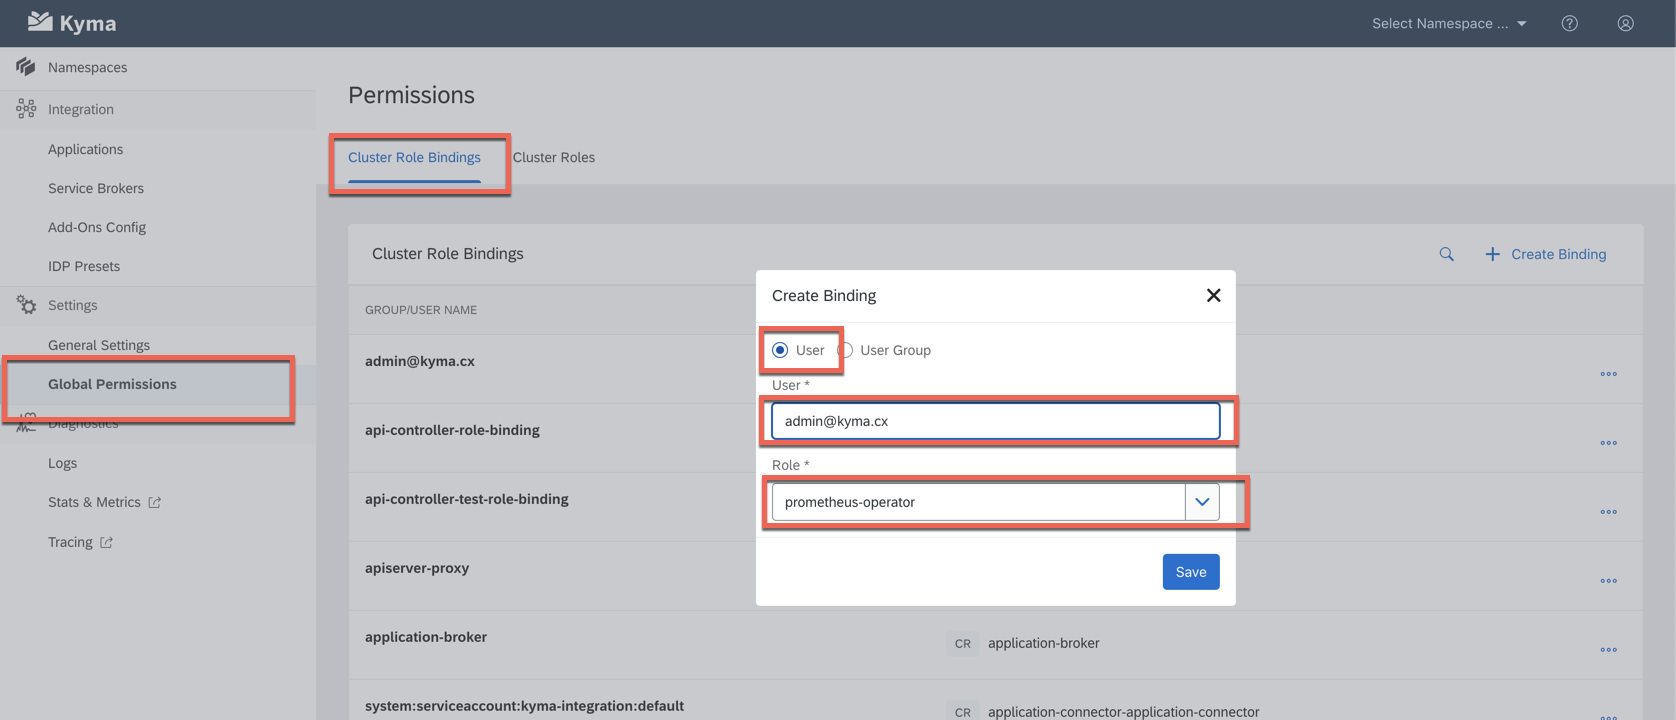 Kyma
Select Namespace ...
Namespaces
Integration
Applications
Service Brokers
Add-Ons Config
IDP Presets
Settings
General Settings
Global Permissions
Diagnostics
Logs
Stats & Metrics
Tracing
Permissions
Cluster Role Bindings
Cluster Roles
Cluster Role Bindings
Create Binding
GROUP/USER NAME
admin@kyma.cx
api-controller-role-binding
api-controller-test-role-binding
apiserver-proxy
application-broker
CR application-broker
system:serviceaccount:kyma-integration:default
CR application-connector-application-connector
Create Binding
User
User Group
User *
admin@kyma.cx
Role *
prometheus-operator
Save